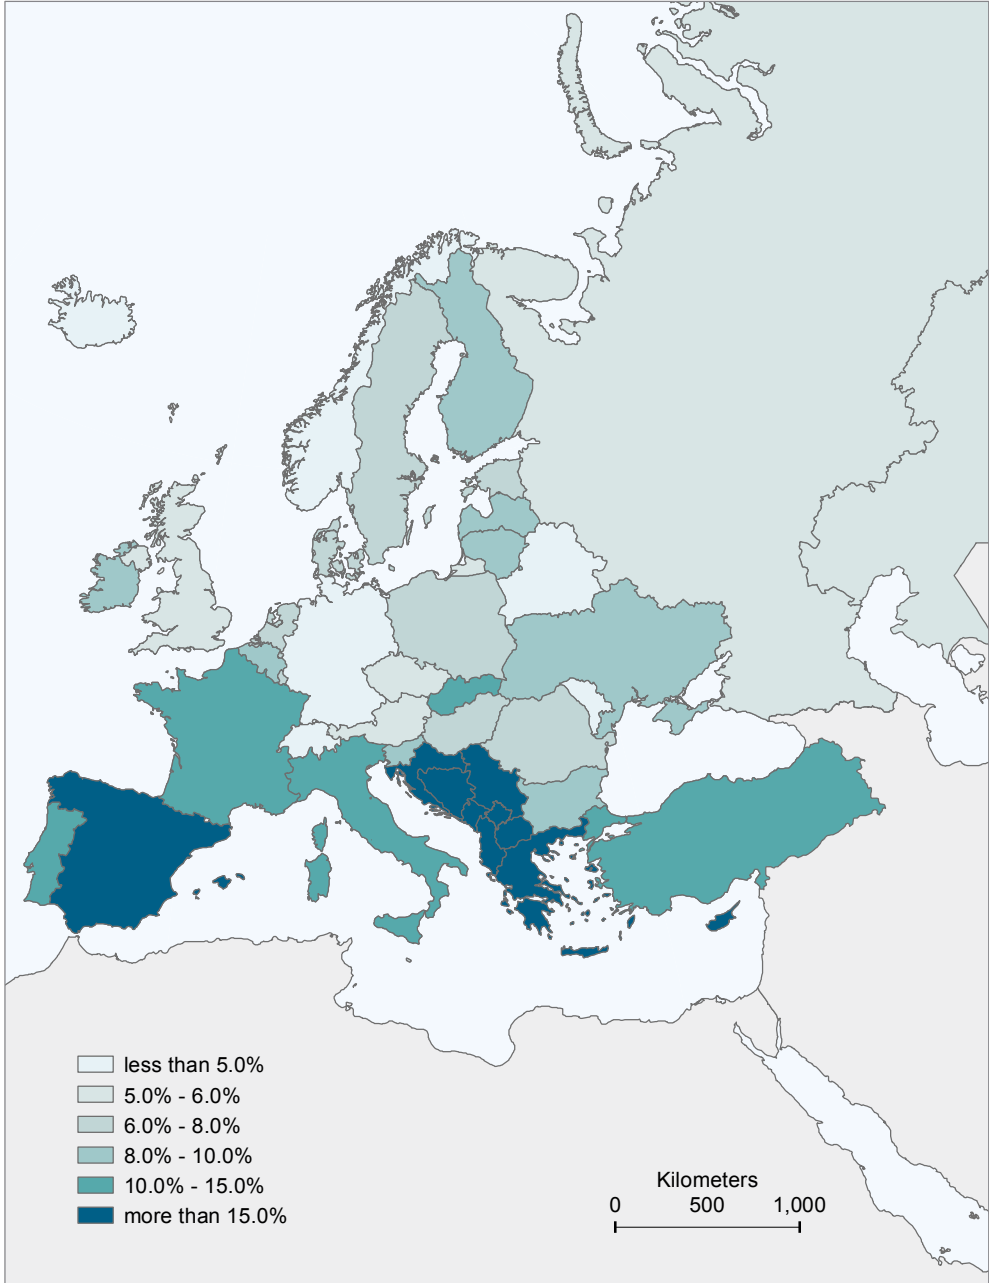 less than 5.0%
5.0% - 6.0%
6.0% - 8.0%
8.0% - 10.0%
10.0% - 15.0%
more than 15.0%
Kilometers
0 500 1,000